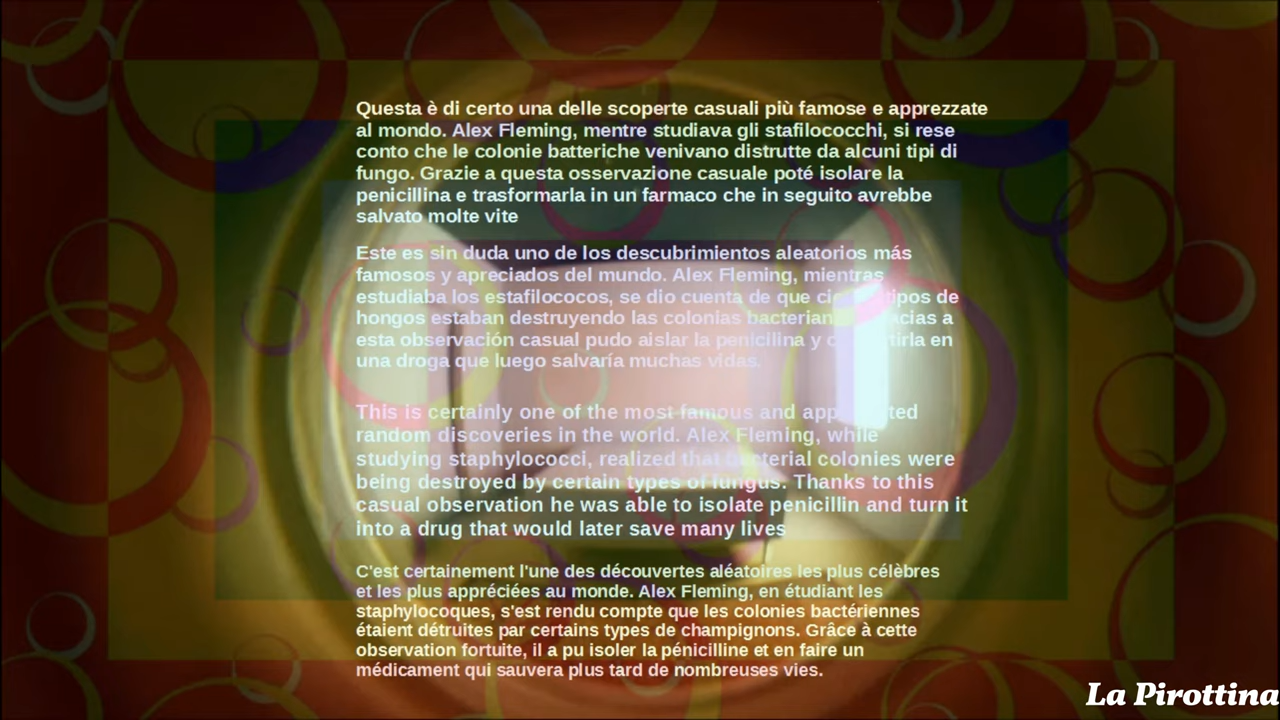 Questa è di certo una delle scoperte casuali più famose e apprezzate
al mondo. Alex Fleming, mentre studiava gli stafilococchi, si rese
conto che le colonie batteriche venivano distrutte da alcuni tipi di
fungo. Grazie a questa osservazione casuale poté isolare la
penicillina e trasformarla in un farmaco che in seguito avrebbe
salvato molte vite
Este es sin duda uno de los descubrimientos aleatorios más
famosos y apreciados del mundo. Alex Fleming, mientras
estudiaba los estafilococos, se dio cuenta de que tipos de
hongos estaban destruyendo las colonias a
esta observación casual pudo aislar la penicilina y en
una droga que luego salvaría muchas vidas.
This is certainly one of the most famous and
random discoveries in the world. Alex Fleming, while
studying staphylococci, realized that bacterial colonies were
being destroyed by certain types of fungus. Thanks to this
casual observation he was able to isolate penicillin and turn it
into a drug that would later save many lives
C'est certainement l'une des découvertes aléatoires les plus célèbres
et les plus appréciées au monde. Alex Fleming, en étudiant les
staphylocoques, s'est rendu compte que les colonies bactériennes
étaient détruites par certains types de champignons. Grâce à cette
observation fortuite, il a pu isoler la pénicilline et en faire un
médicament qui sauvera plus tard de nombreuses vies.
La Pirottina